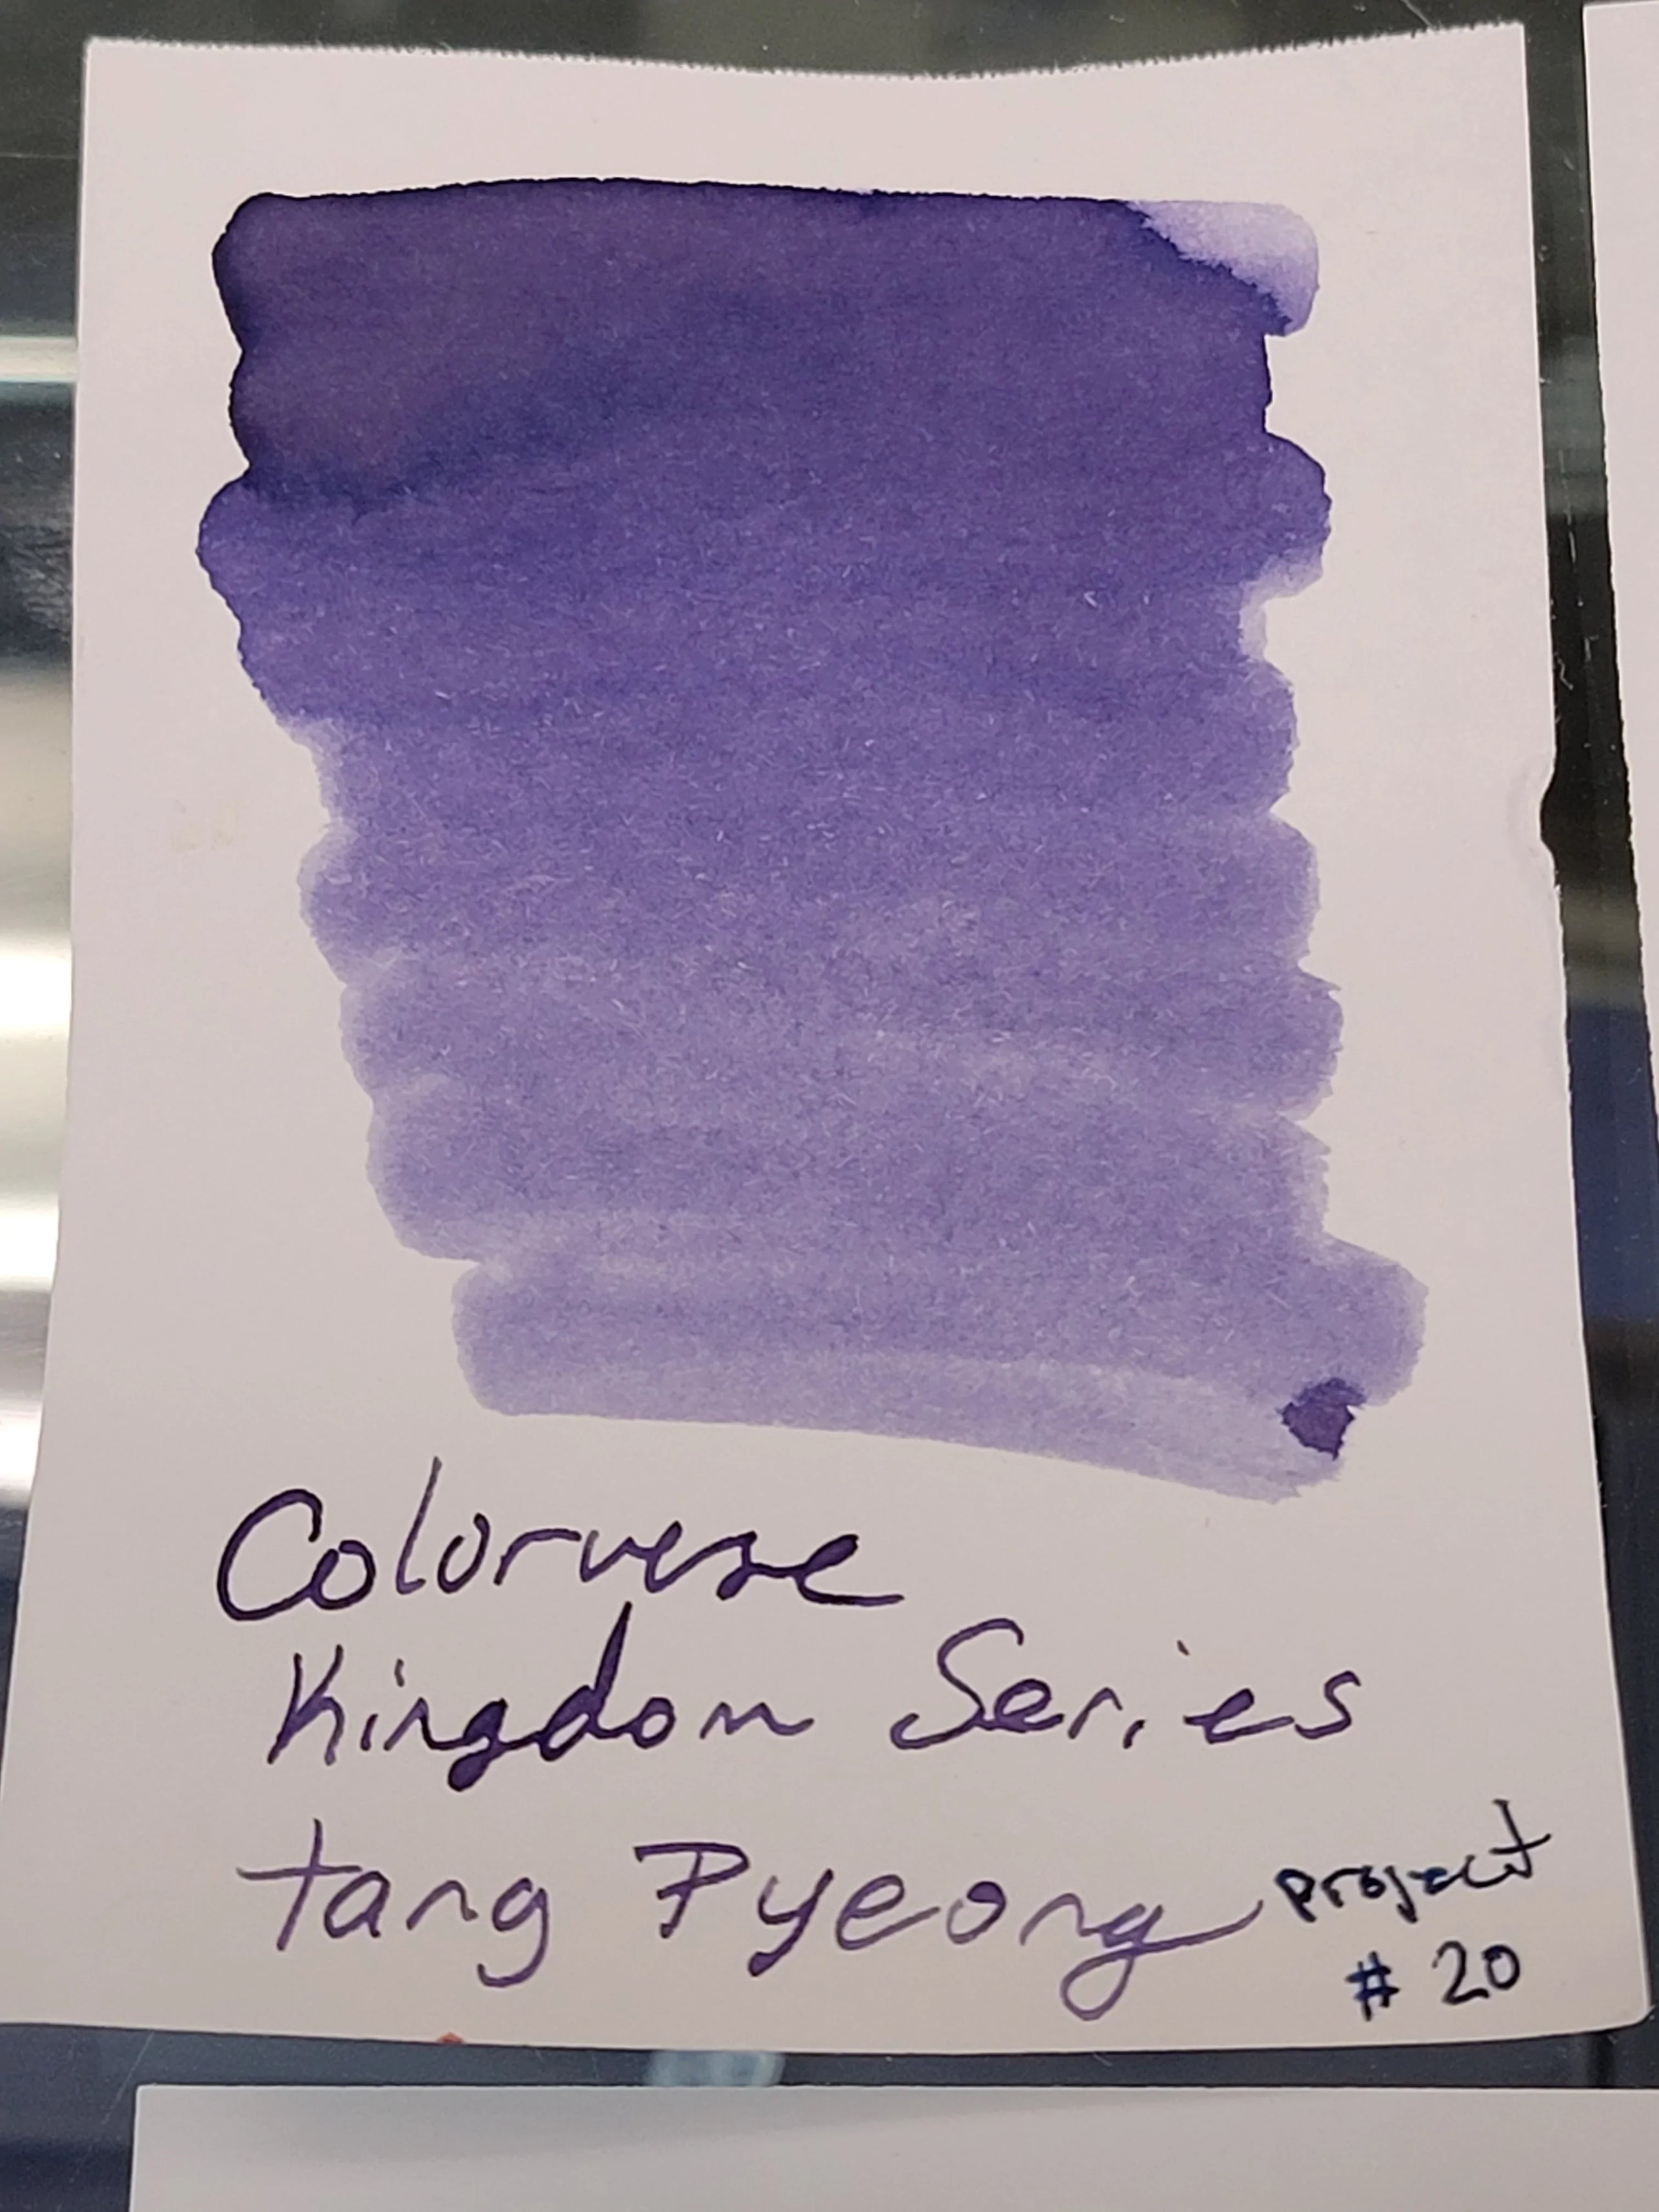 Colorverse
Kingdom Series
tang Pyeong
project
# 20